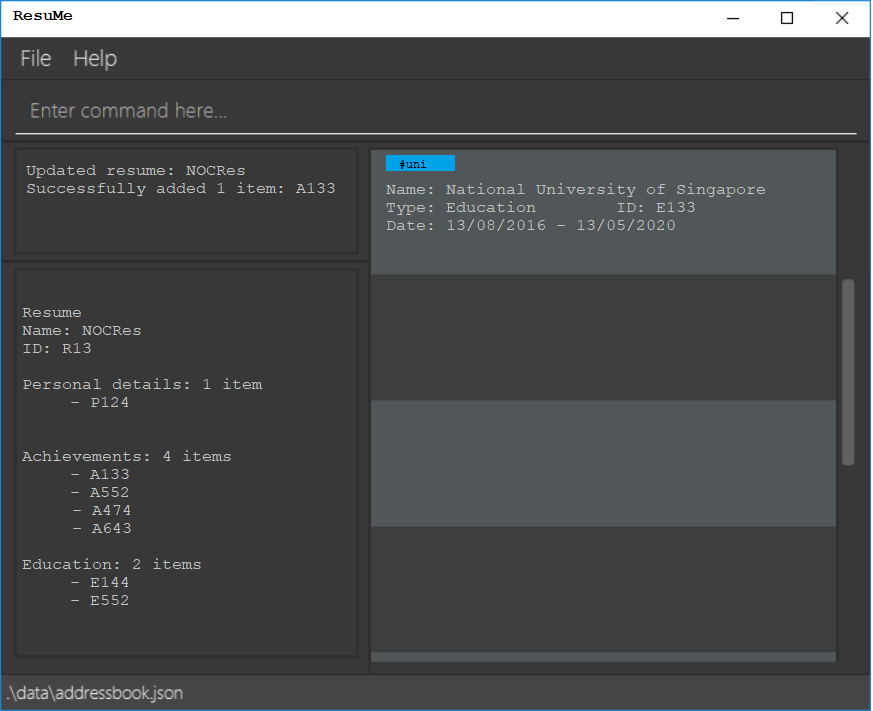 ResuMe
File Help
Enter command here...
Updated resume: NOCRes
Successfully added 1 item: A133
Resume
Name: NOCRes
ID: R13
Personal details: 1 item
- P124
Achievements: 4 items
- A133
- A552
- A474
- A643
Education: 2 items
- E144
- E552
#uni
Name: National University of Singapore
Type: Education ID: E133
Date: 13/08/2016 - 13/05/2020
.\data\addressbook.json